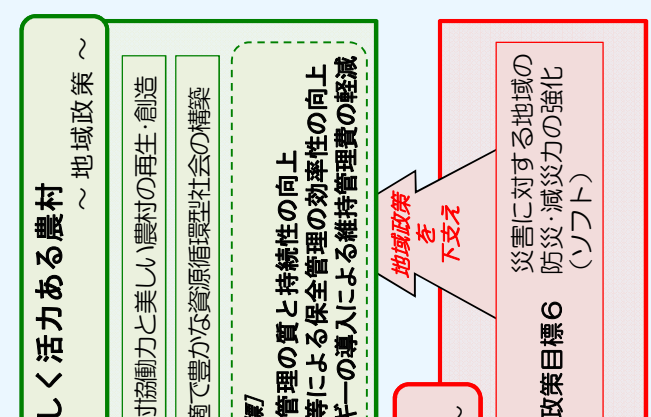 しく活力ある農村
～ 地域政策 ～
村協働力と美しい農村の再生・創造
適で豊かな資源循環型社会の構築
標]
管理の質と持続性の向上
等による保全管理の効率性の向上
ギーの導入による維持管理費の軽減
地域政策
を
下支え
～
政策目標６
災害に対する地域の
防災・減災力の強化
（ソフト）